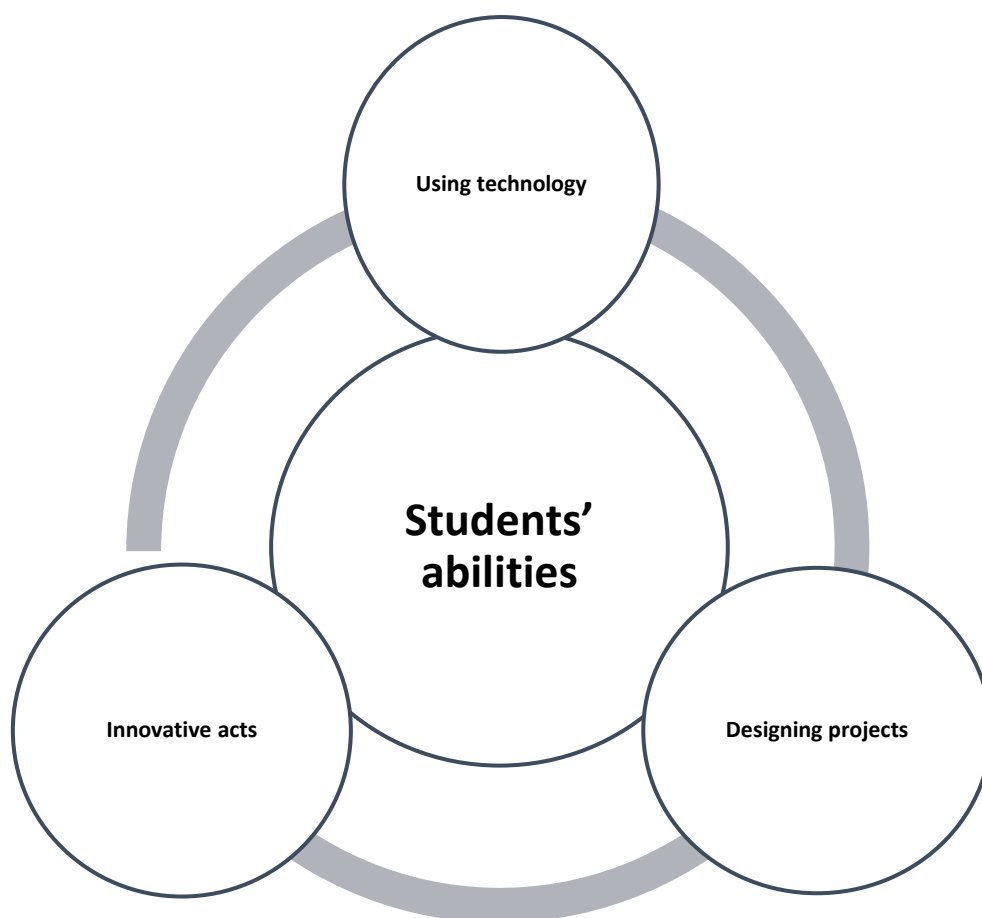 Using technology
Students’
abilities
Innovative acts
Designing projects